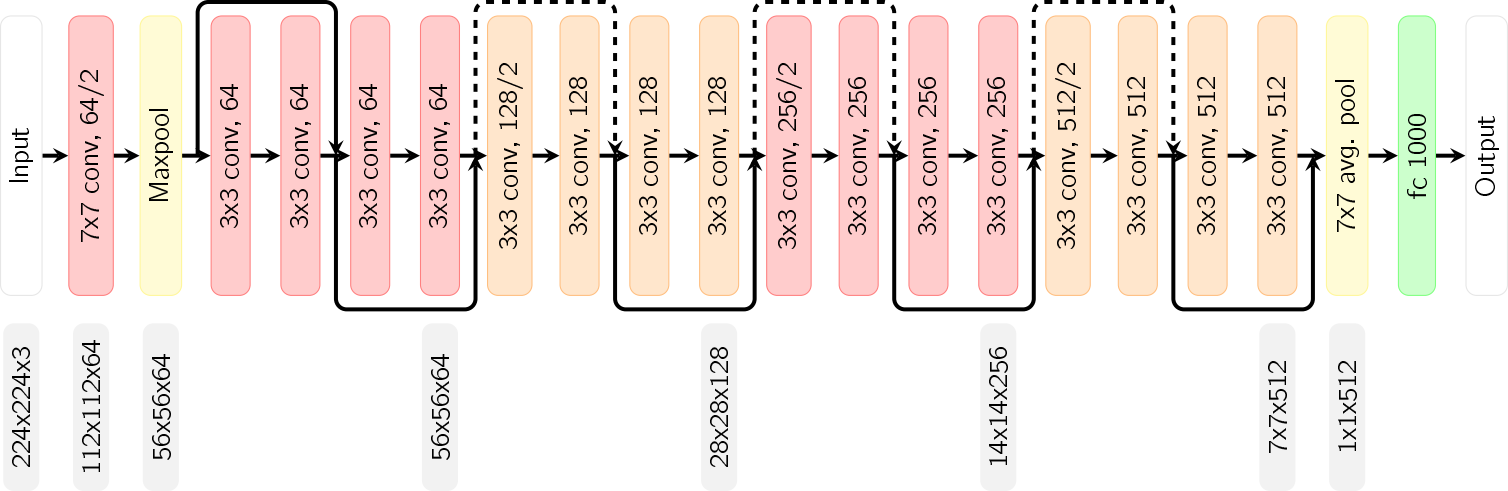 Input
7x7 conv, 64/2
Maxpool
3x3 conv, 64
3x3 conv, 64
3x3 conv, 64
3x3 conv, 64
3x3 conv, 128/2
3x3 conv, 128
3x3 conv, 128
3x3 conv, 128
3x3 conv, 256/2
3x3 conv, 256
3x3 conv, 256
3x3 conv, 256
3x3 conv, 512/2
3x3 conv, 512
3x3 conv, 512
3x3 conv, 512
7x7 avg. pool
fc 1000
Output
224x224x3
112x112x64
56x56x64
56x56x64
28x28x128
14x14x256
7x7x512
1x1x512